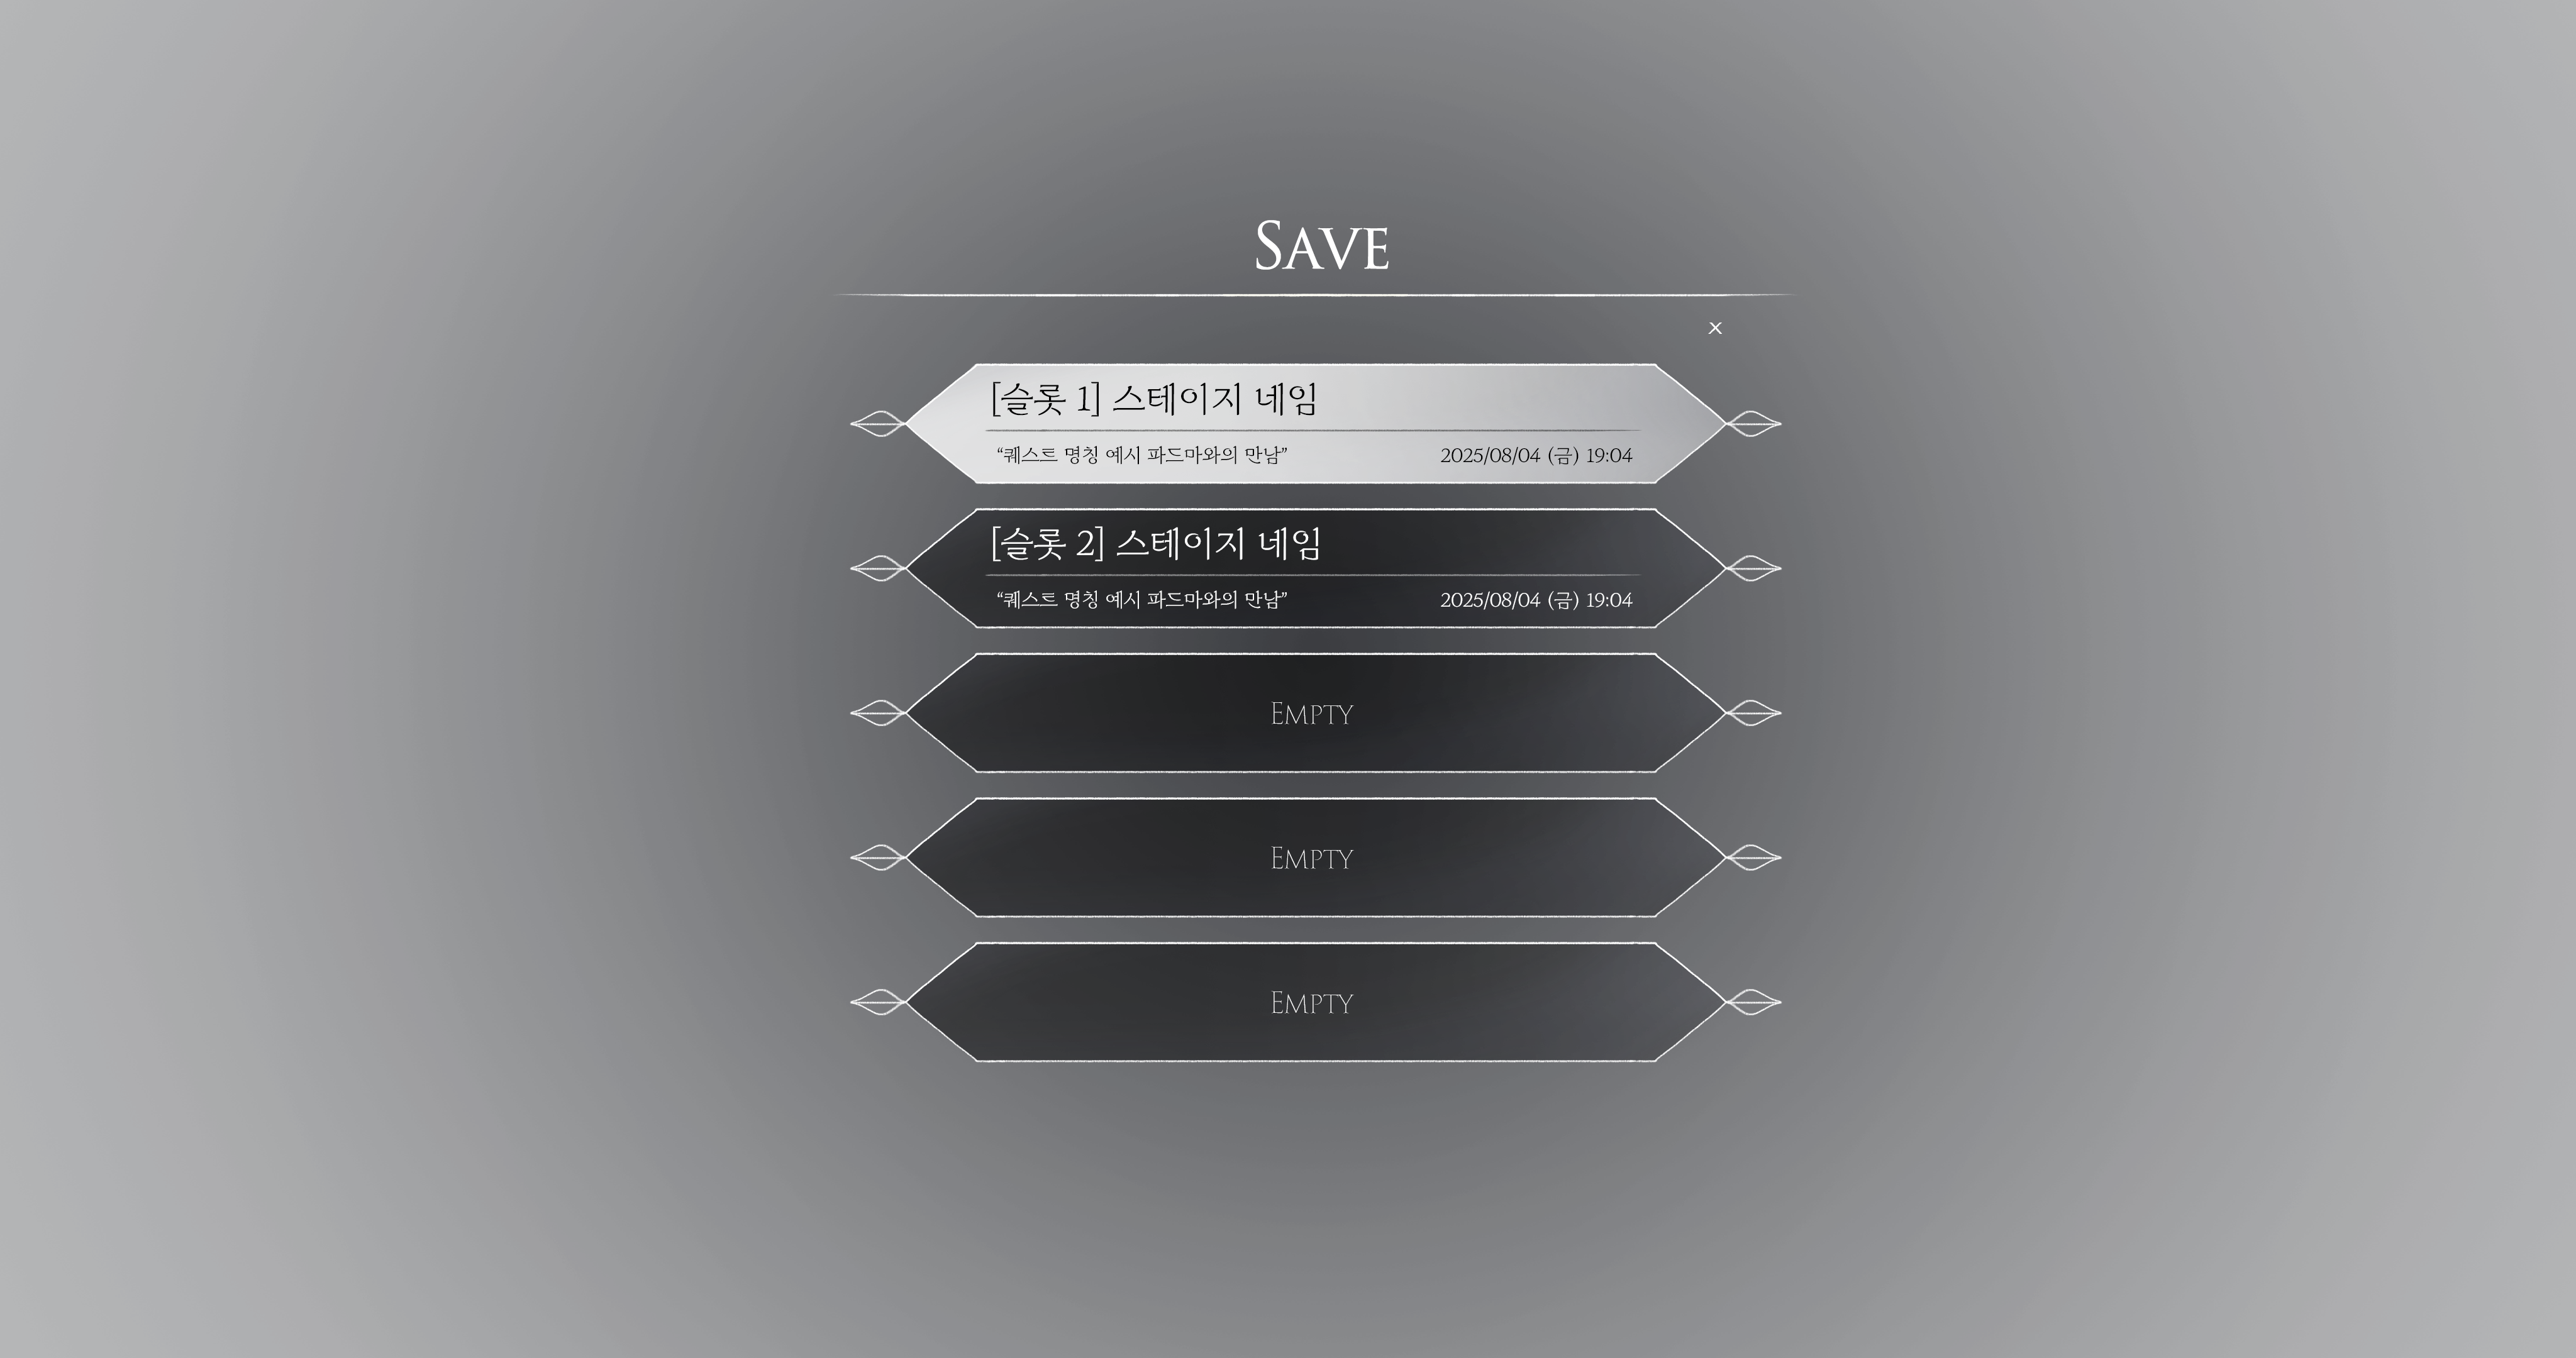 SAVE
×
[슬롯 1] 스테이지 네임
“퀘스트 명칭 예시 파드마와의 만남” 2025/08/04 (금) 19:04
[슬롯 2] 스테이지 네임
“퀘스트 명칭 예시 파드마와의 만남” 2025/08/04 (금) 19:04
EMPTY
EMPTY
EMPTY